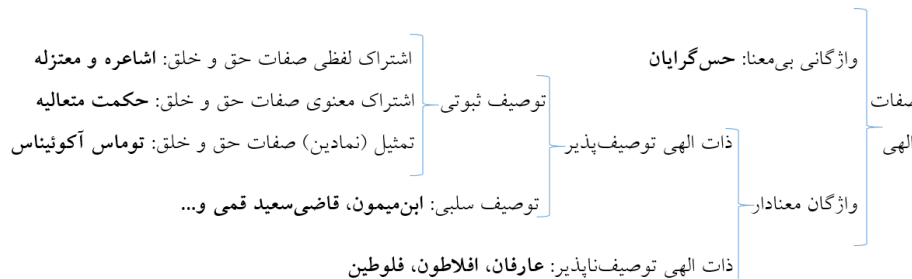 صفات الهی
واژگانی بی‌معنا: حس‌گرایان
واژگان معنادار
ذات الهی توصیف‌پذیر
توصیف ثبوتی
اشتراک لفظی صفات حق و خلق: اشاعره و معتزله
اشتراک معنوی صفات حق و خلق: حکمت متعالیه
تمثیل (نمادین) صفات حق و خلق: توماس آکوئیناس
توصیف سلبی: ابن‌میمون، قاضی‌سعید قمی و...
ذات الهی توصیف‌ناپذیر: عارفان، افلاطون، فلوطین